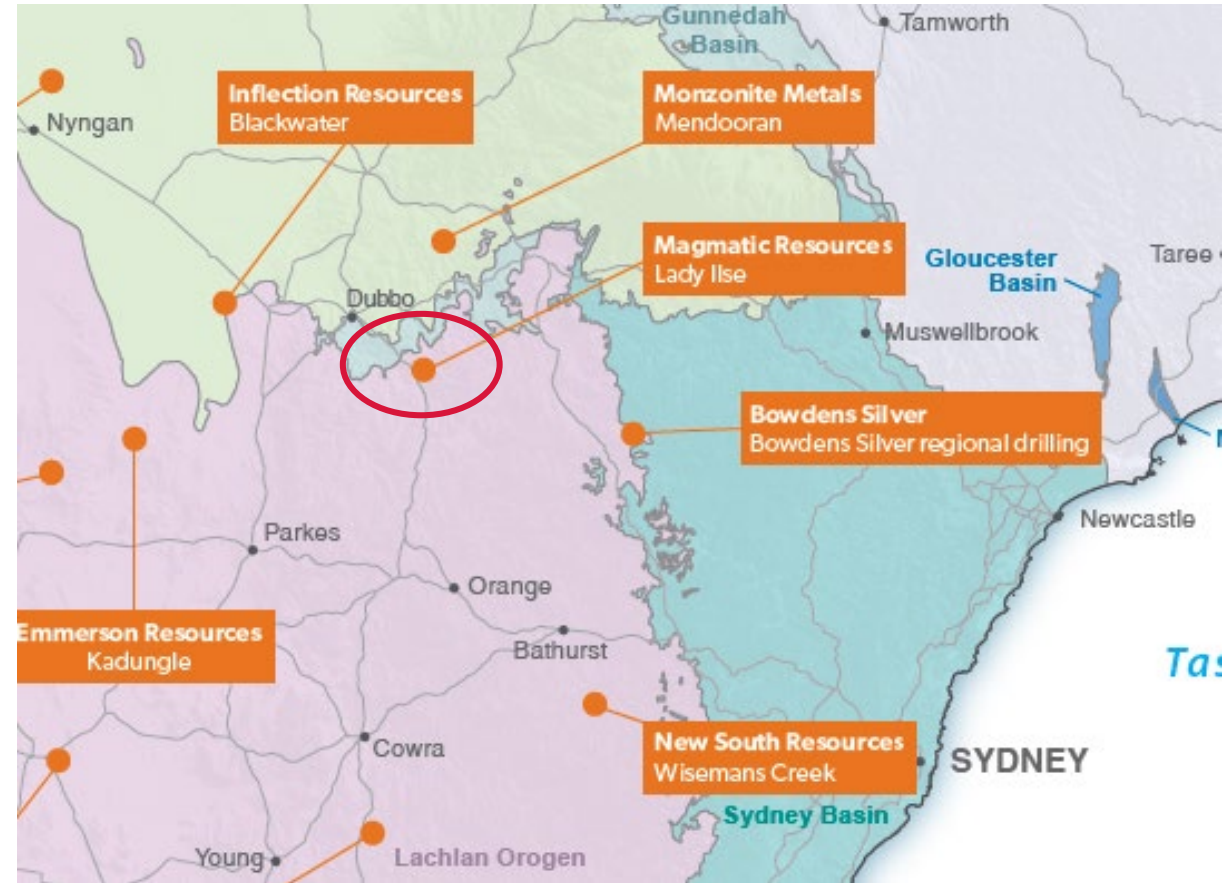 Gunnedah
Basin
Tamworth
Inflection Resources
Blackwater
Monzonite Metals
Mendooran
Nyngan
Magmatic Resources
Lady Ilse
Gloucester
Basin
Taree
Dubbo
Muswellbrook
Bowdens Silver
Bowdens Silver regional drilling
N
Newcastle
Parkes
Orange
Emmerson Resources
Kadungle
Bathurst
Tas
New South Resources
Wisemans Creek
Cowra
SYDNEY
Sydney Basin
Young
Lachlan Orogen